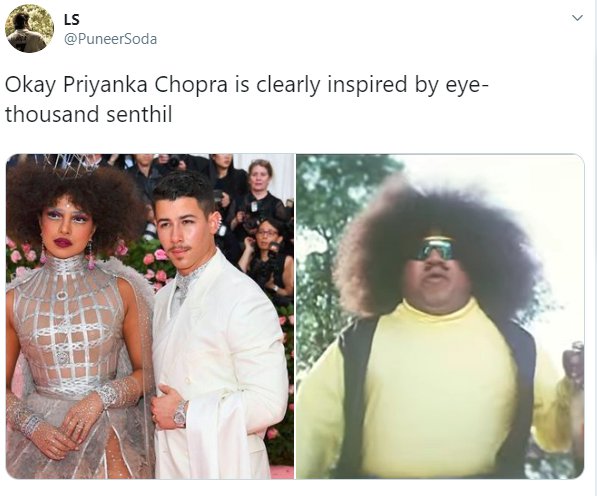 LS
@PuneerSoda
Okay Priyanka Chopra is clearly inspired by eye-
thousand senthil